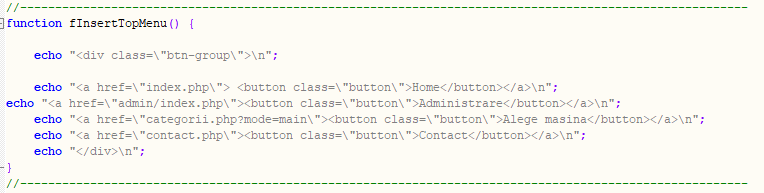 //--------------------------------------------------------------------------------------------------------
function fInsertTopMenu() {
echo "<div class=\"btn-group\">\n";
echo "<a href=\"index.php\"> <button class=\"button\">Home</button></a>\n";
echo "<a href=\"admin/index.php\"><button class=\"button\">Administrare</button></a>\n";
echo "<a href=\"categorii.php?mode=main\"><button class=\"button\">Alege masina</button></a>\n";
echo "<a href=\"contact.php\"><button class=\"button\">Contact</button></a>\n";
echo "</div>\n";
}
//--------------------------------------------------------------------------------------------------------